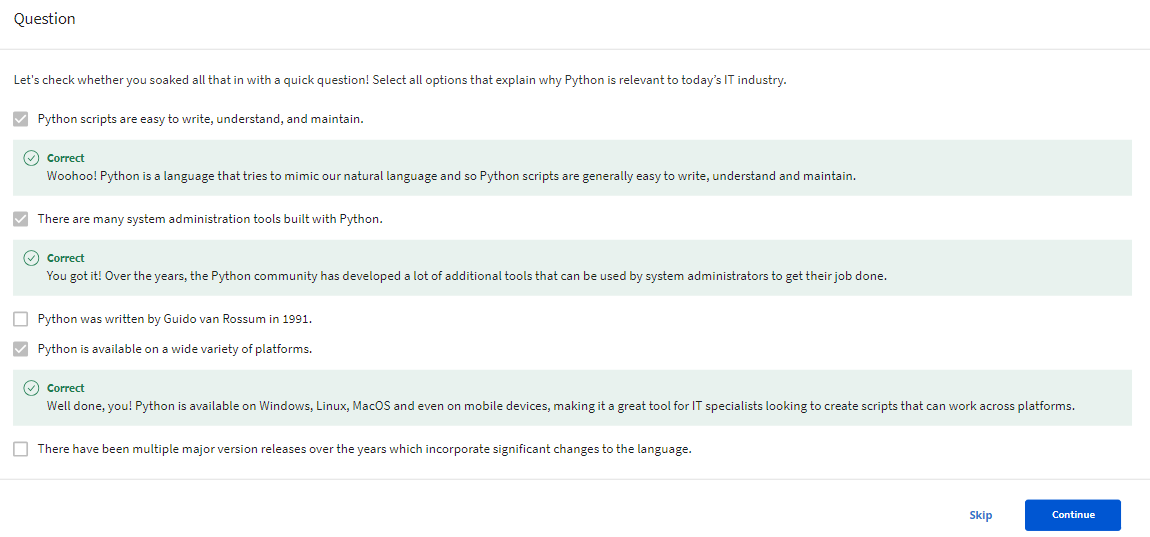 Question
Let's check whether you soaked all that in with a quick question! Select all options that explain why Python is relevant to today's IT industry.
Python scripts are easy to write, understand, and maintain.
Correct
Woohoo! Python is a language that tries to mimic our natural language and so Python scripts are generally easy to write, understand and maintain.
There are many system administration tools built with Python.
Correct
You got it! Over the years, the Python community has developed a lot of additional tools that can be used by system administrators to get their job done.
Python was written by Guido van Rossum in 1991.
Python is available on a wide variety of platforms.
Correct
Well done, you! Python is available on Windows, Linux, MacOS and even on mobile devices, making it a great tool for IT specialists looking to create scripts that can work across platforms.
There have been multiple major version releases over the years which incorporate significant changes to the language.
Skip
Continue